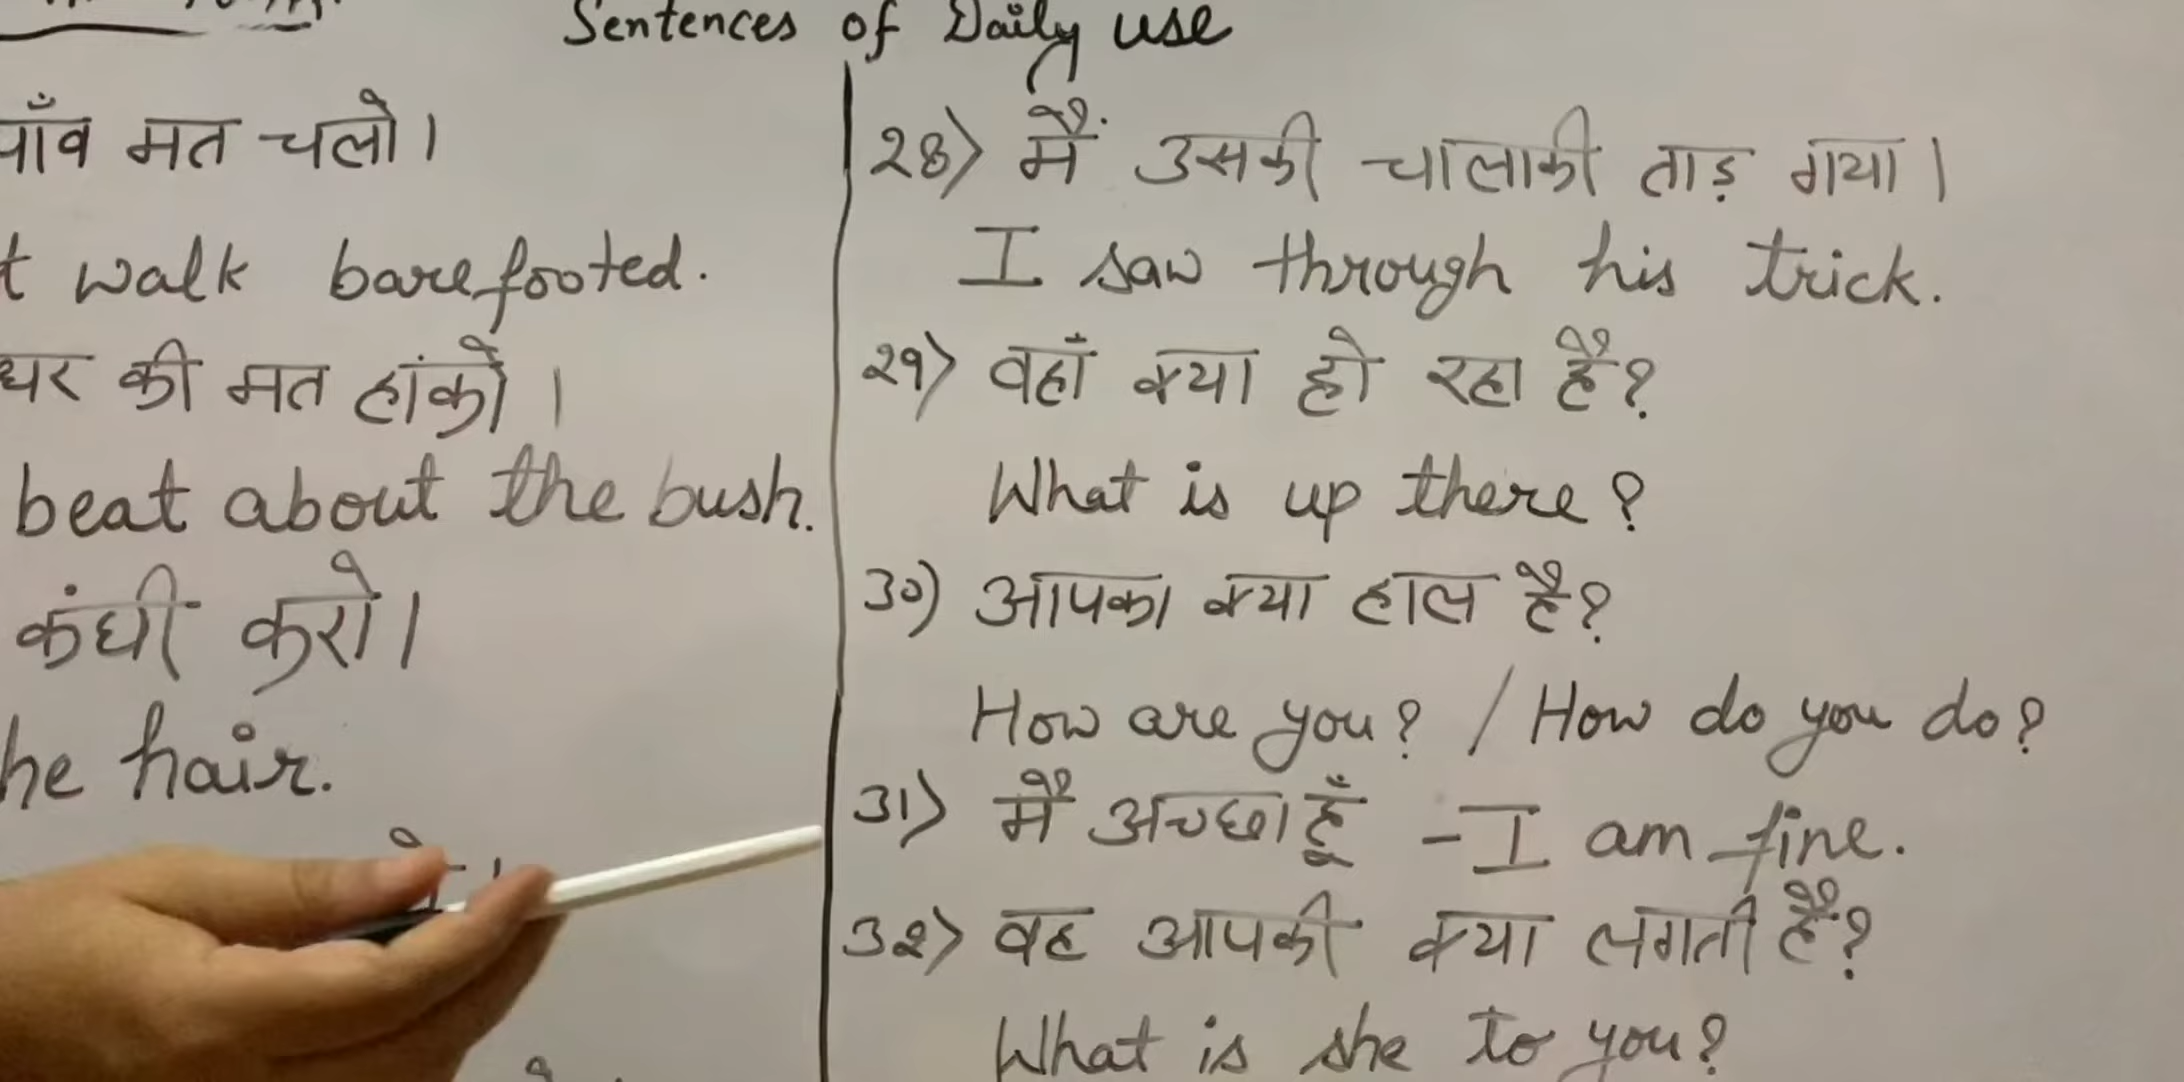 Sentences of Daily use
पाँव मत चलो।
t walk barefooted.
धर की मत हांको।
beat about the bush.
कंघी करो।
he hair.
28) मैं उसकी चालाकी ताड़ गया।
I saw through his trick.
29) वहाँ क्या हो रहा है?
What is up there?
30) आपका क्या हाल है?
How are you? / How do you do?
31) मैं अच्छा हूँ - I am fine.
32) वह आपकी क्या लगती है?
What is she to you?